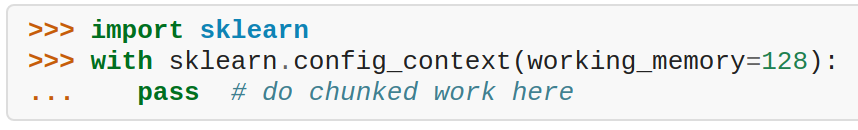 >>> import sklearn
>>> with sklearn.config_context(working_memory=128):
...    pass  # do chunked work here